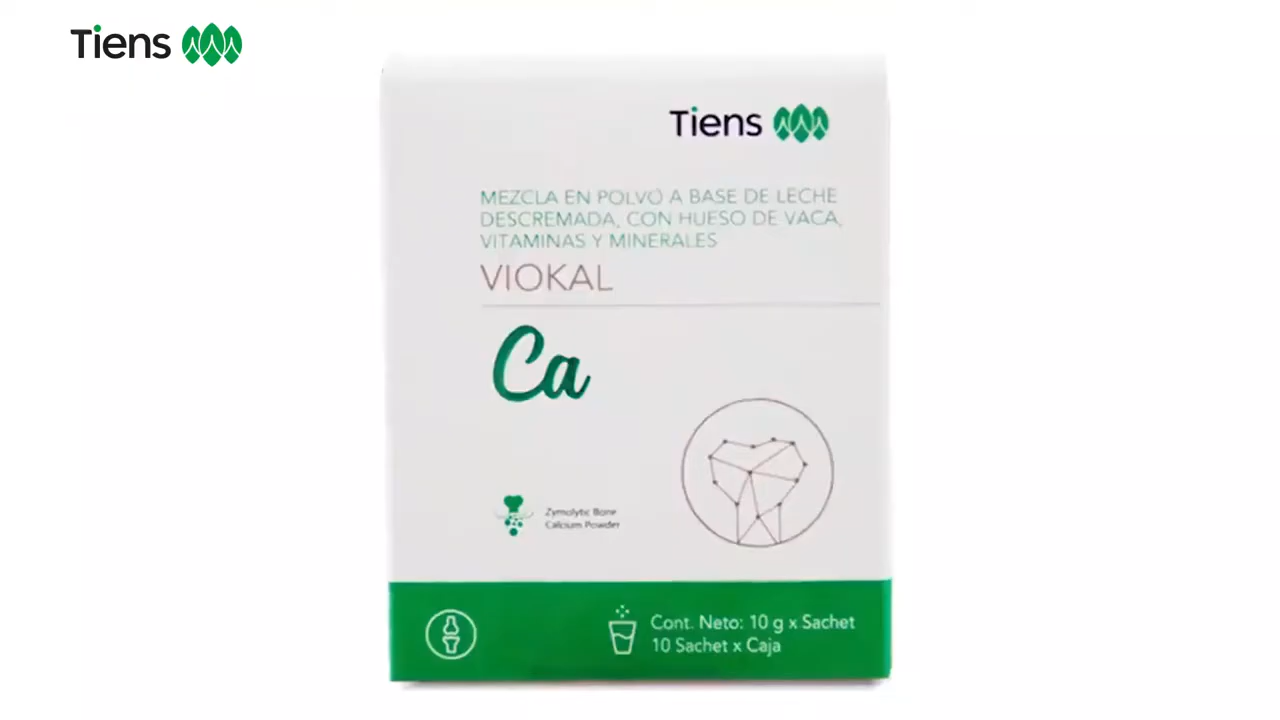 Tiens
Tiens
MEZCLA EN POLVO A BASE DE LECHE
DESCREMADA, CON HUESO DE VACA,
VITAMINAS Y MINERALES
VIOKAL
Ca
Zymolytic Bone
Calcium Powder
Cont. Neto: 10 g x Sachet
10 Sachet x Caja